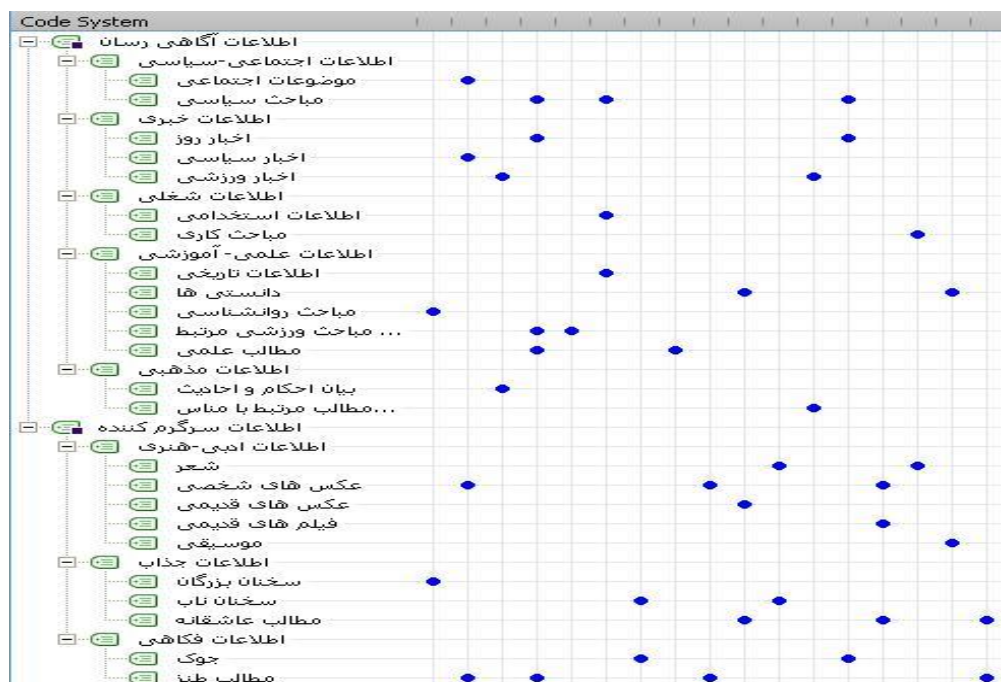 Code System
اطلاعات آگاهی رسان
اطلاعات اجتماعی-سیاسی
موضوعات اجتماعی
مباحث سیاسی
اطلاعات خبری
اخبار روز
اخبار سیاسی
اخبار ورزشی
اطلاعات شغلی
اطلاعات استخدامی
مباحث کاری
اطلاعات علمی- آموزشی
اطلاعات تاریخی
دانستی ها
مباحث روانشناسی
مباحث ورزشی مرتبط ...
مطالب علمی
اطلاعات مذهبی
بیان احکام و احادیث
مطالب مرتبط با مناس...
اطلاعات سرگرم کننده
اطلاعات ادبی-هنری
شعر
عکس های شخصی
عکس های قدیمی
فیلم های قدیمی
موسیقی
اطلاعات جذاب
سخنان بزرگان
سخنان ناب
مطالب عاشقانه
اطلاعات فکاهی
جوک
مطالب طنز